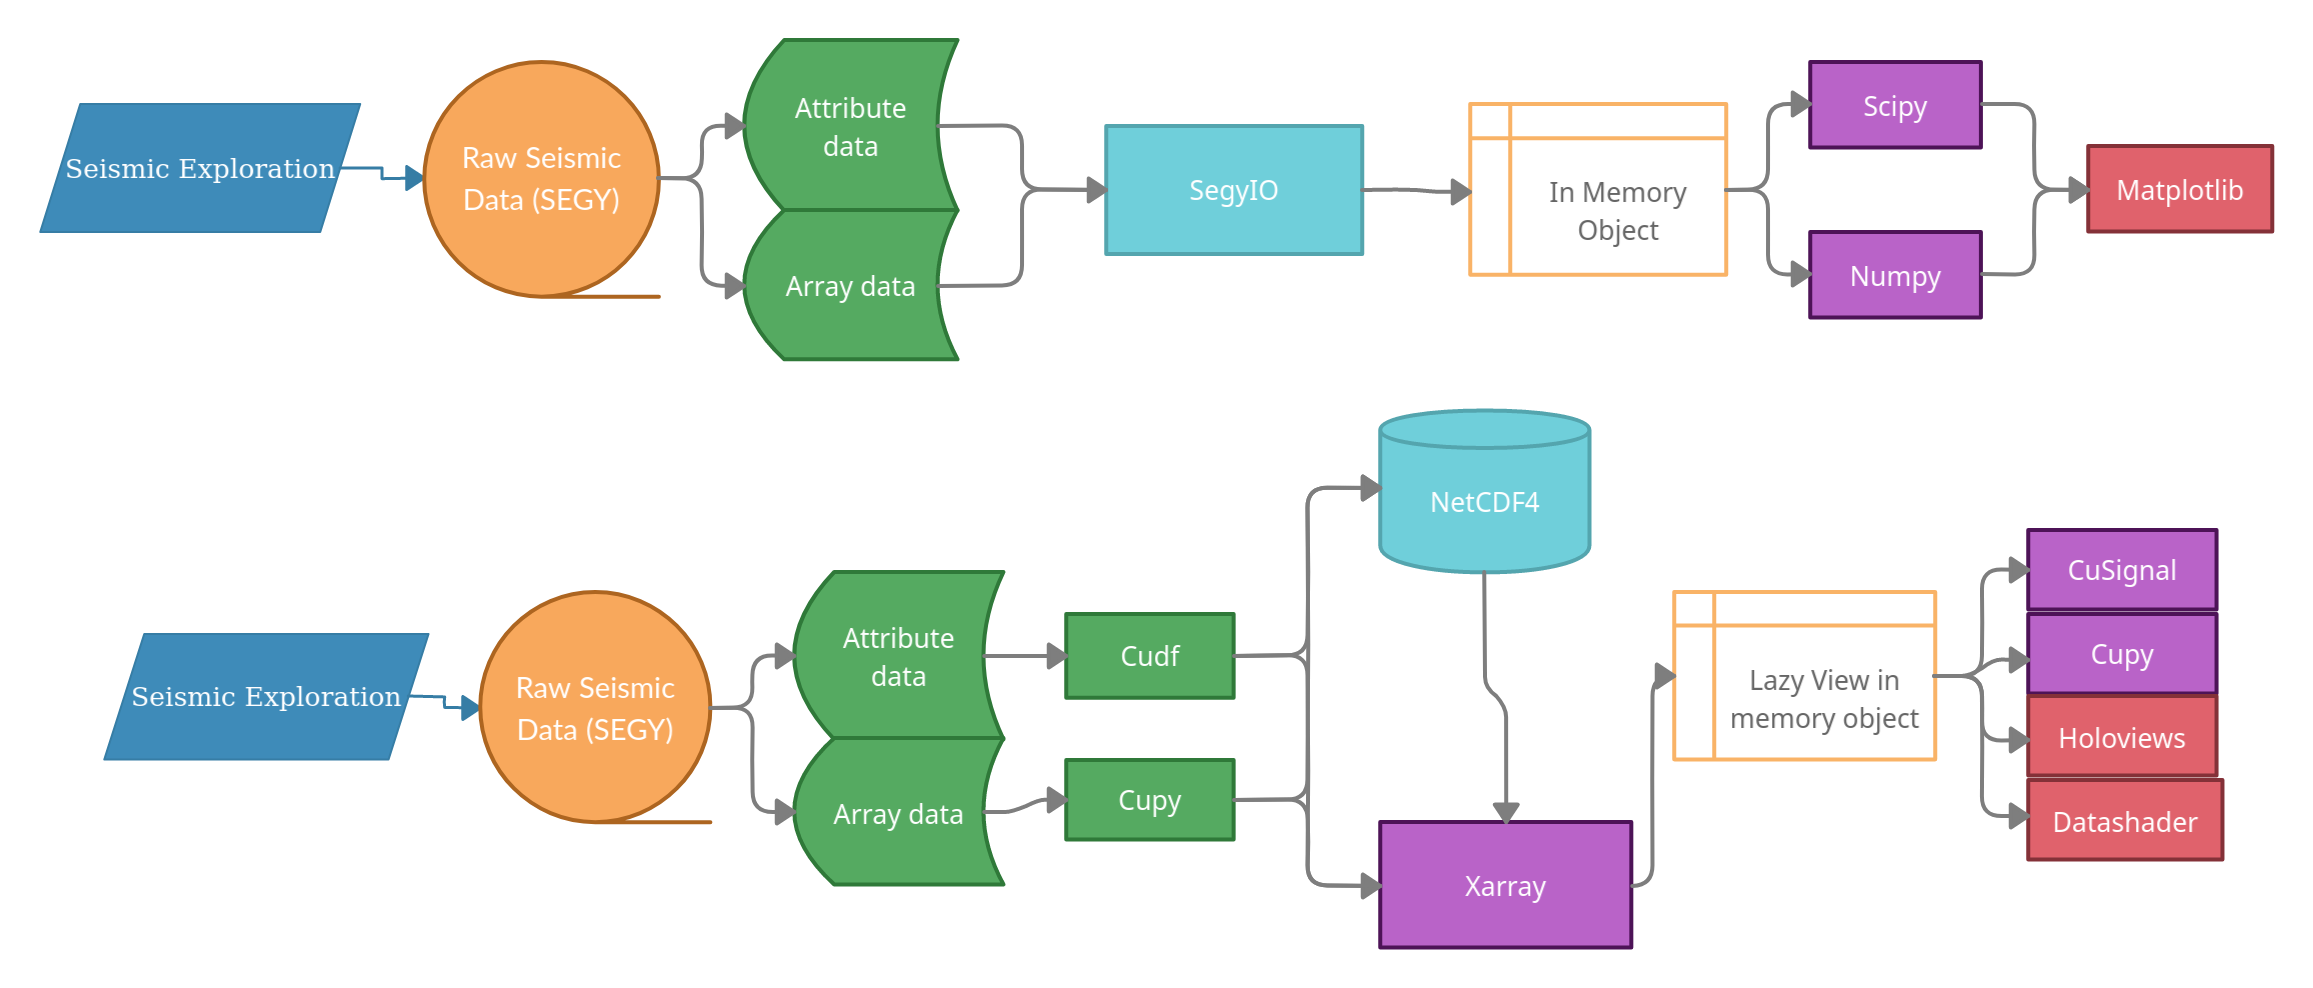 Seismic Exploration
Raw Seismic
Data (SEGY)
Attribute
data
Array data
SegyIO
In Memory
Object
Scipy
Numpy
Matplotlib
Seismic Exploration
Raw Seismic
Data (SEGY)
Attribute
data
Array data
Cudf
Cupy
NetCDF4
Xarray
Lazy View in
memory object
CuSignal
Cupy
Holoviews
Datashader